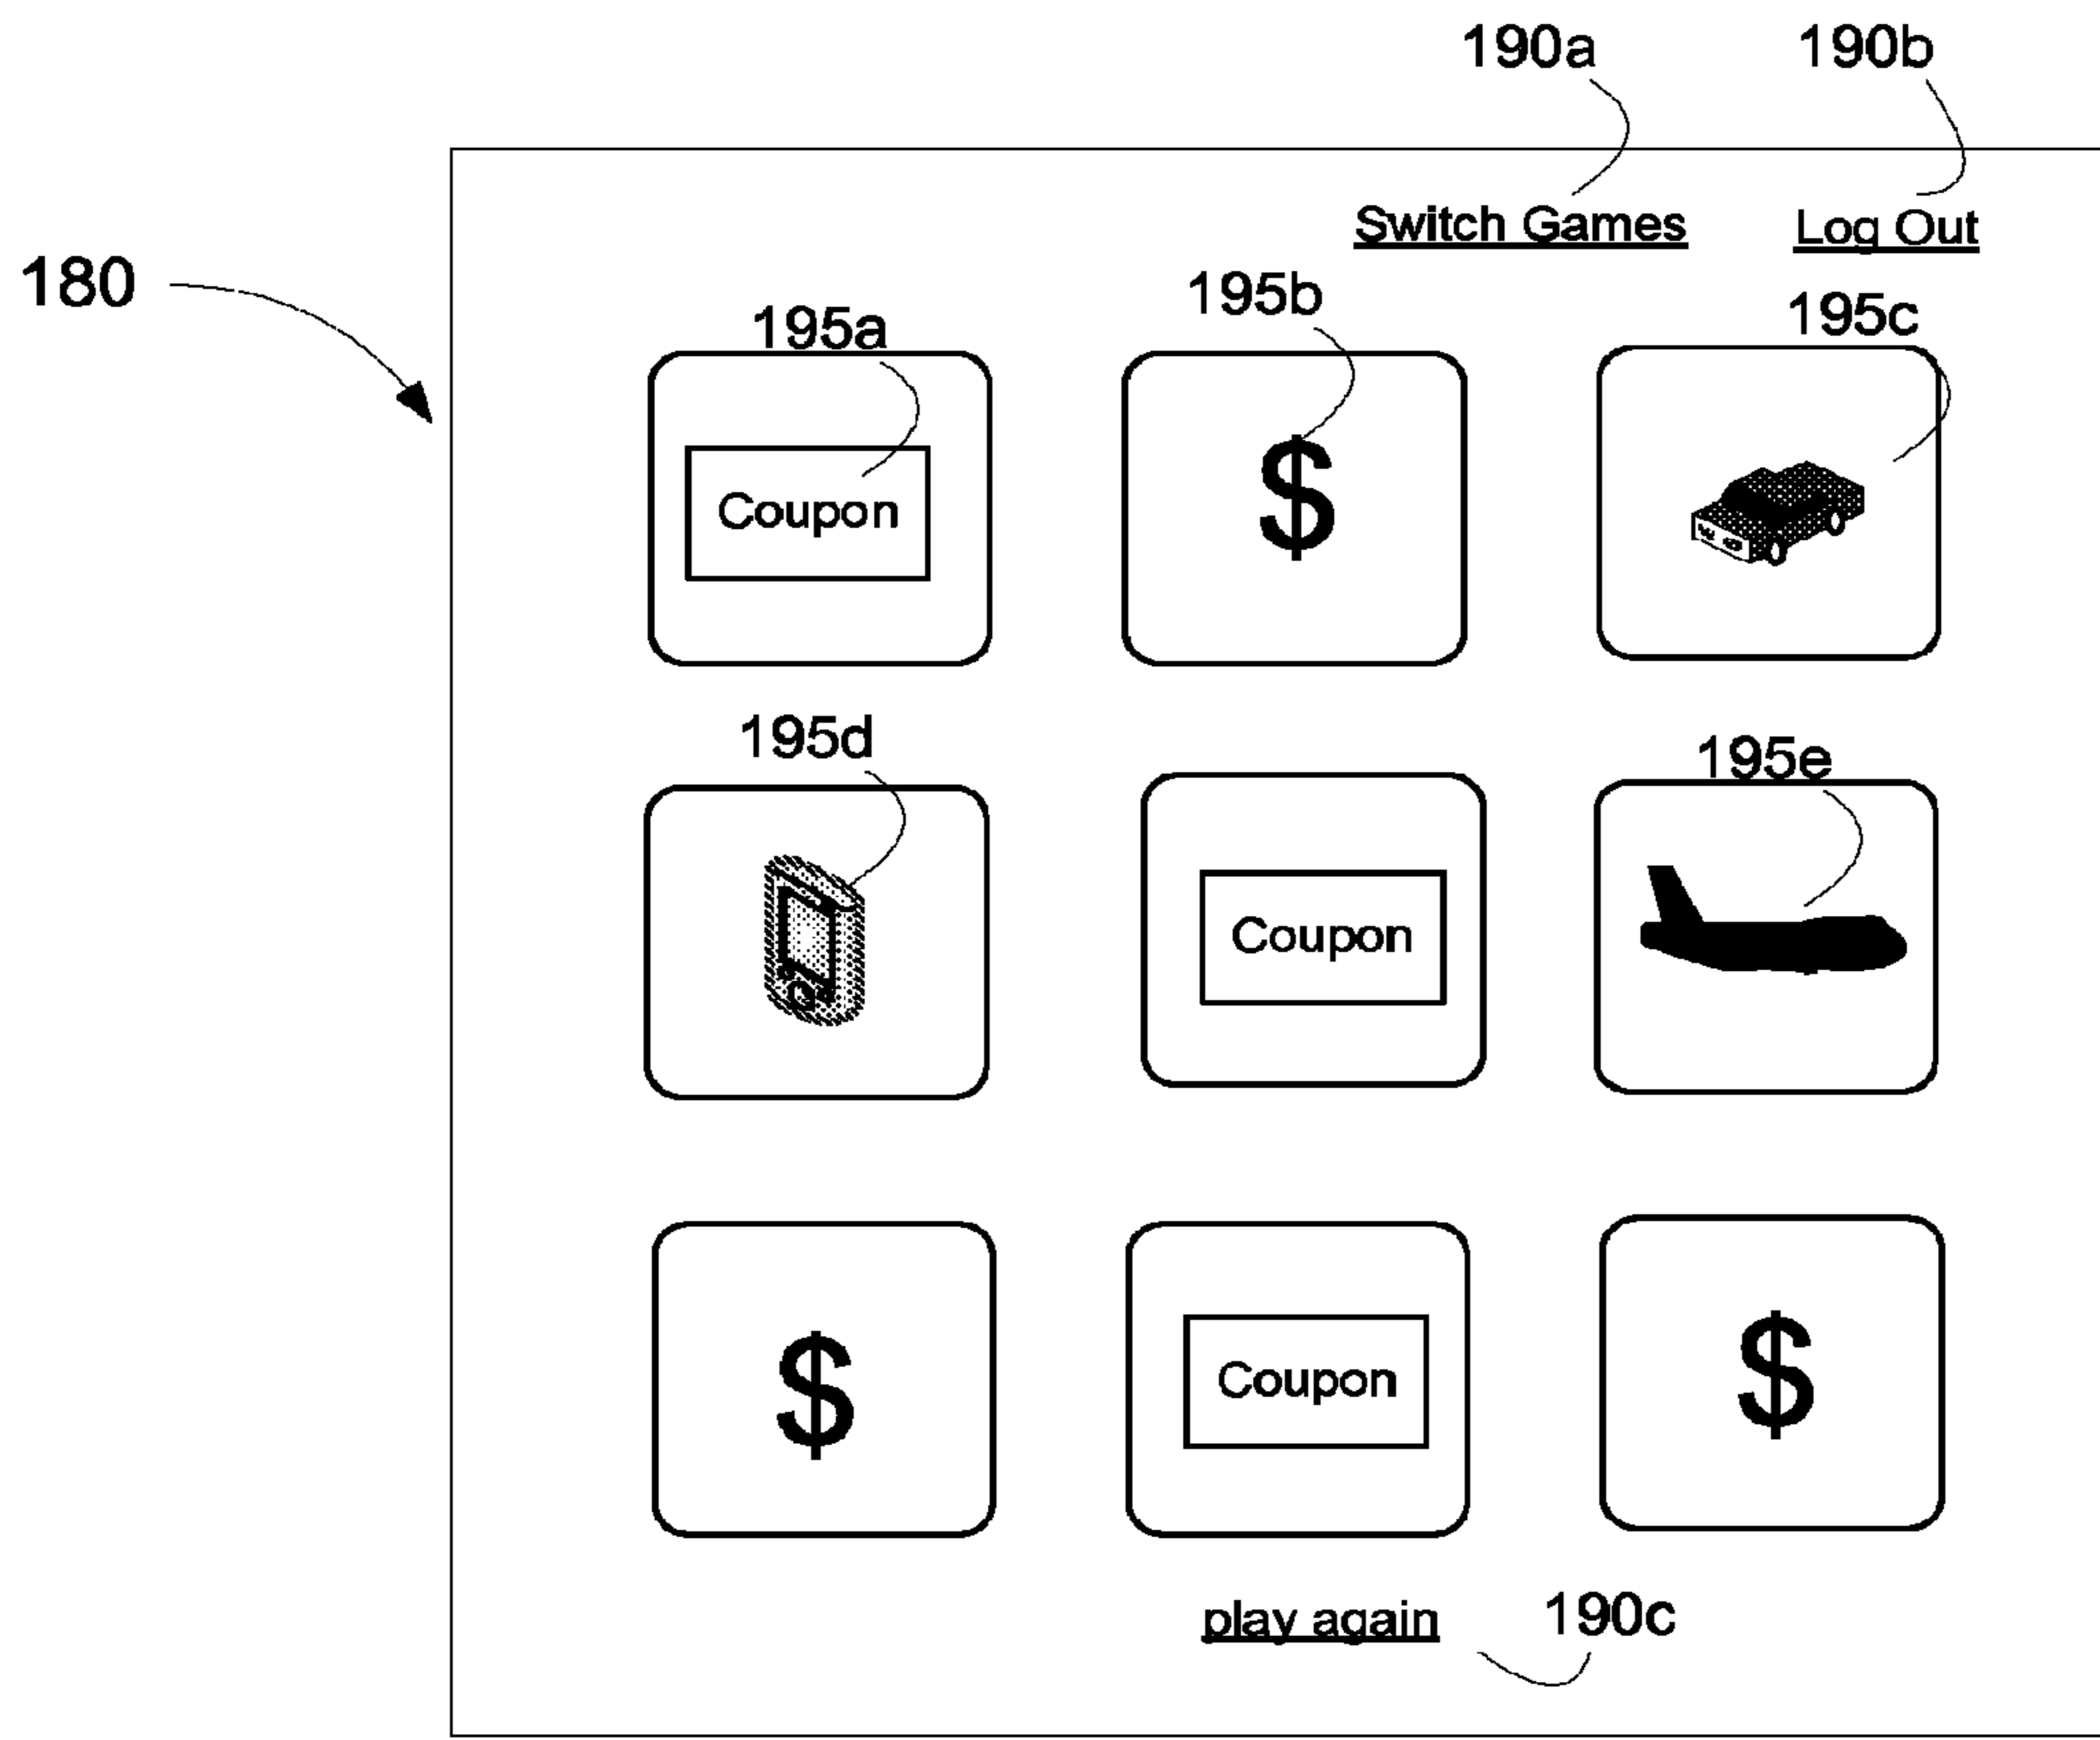 190a 190b
Switch Games Log Out
180
195a 195b 195c
Coupon $
195d 195e
Coupon
$ Coupon $
play again 190c